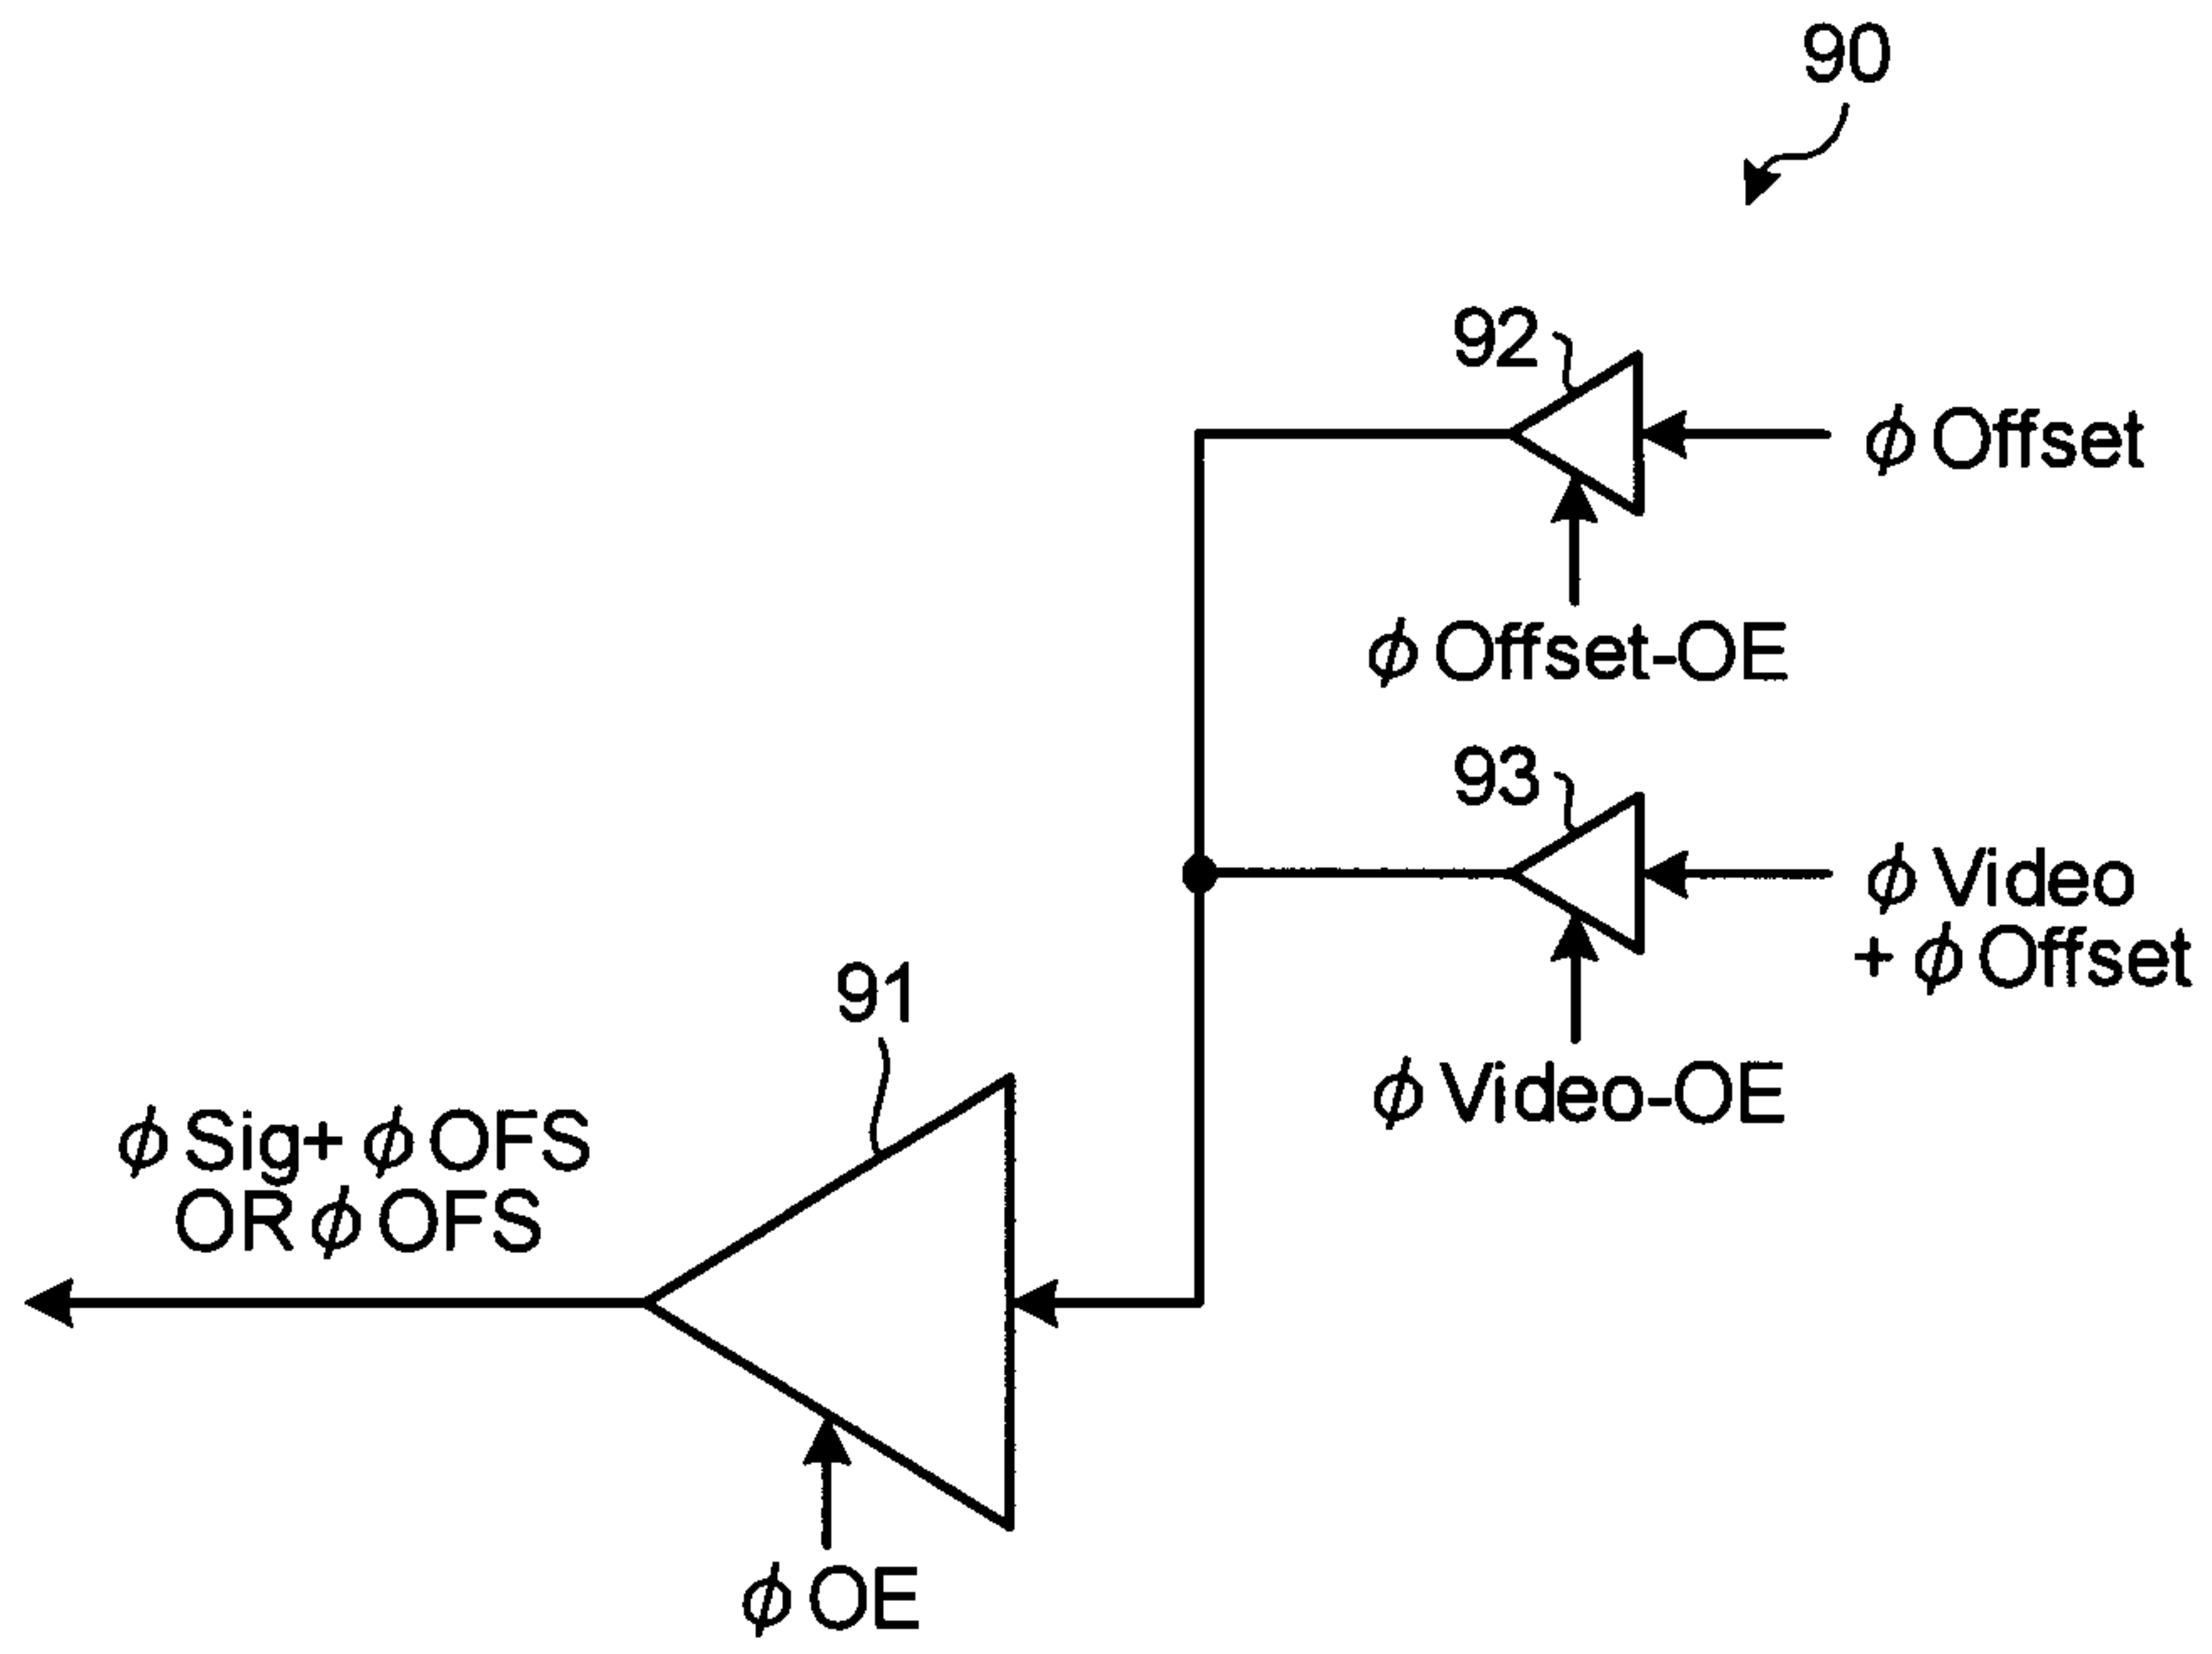 90
92
ϕ Offset
ϕ Offset-OE
93
ϕ Video
+ ϕ Offset
ϕ Video-OE
91
ϕ Sig+ ϕ OFS
OR ϕ OFS
ϕ OE